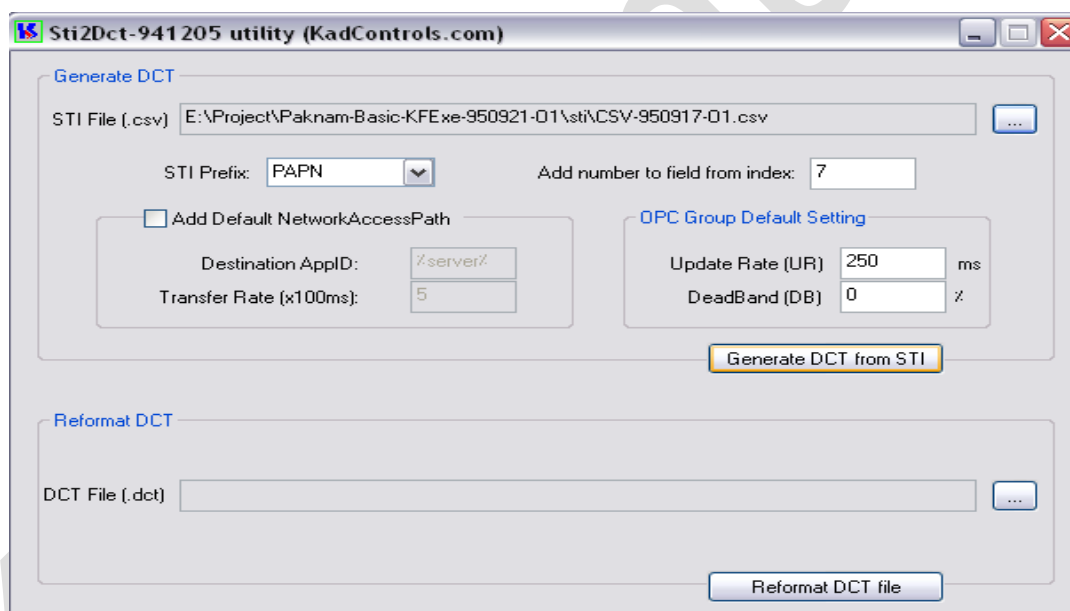 Sti2Dct-941205 utility (KadControls.com)
Generate DCT
STI File (.csv) E:\Project\Paknam-Basic-KFExe-950921-01\sti\CSV-950917-01.csv ...
STI Prefix: PAPN Add number to field from index: 7
Add Default NetworkAccessPath OPC Group Default Setting
Destination AppID: %server% Update Rate (UR) 250 ms
Transfer Rate (x100ms): 5 DeadBand (DB) 0 %
Generate DCT from STI
Reformat DCT
DCT File (.dct) ...
Reformat DCT file